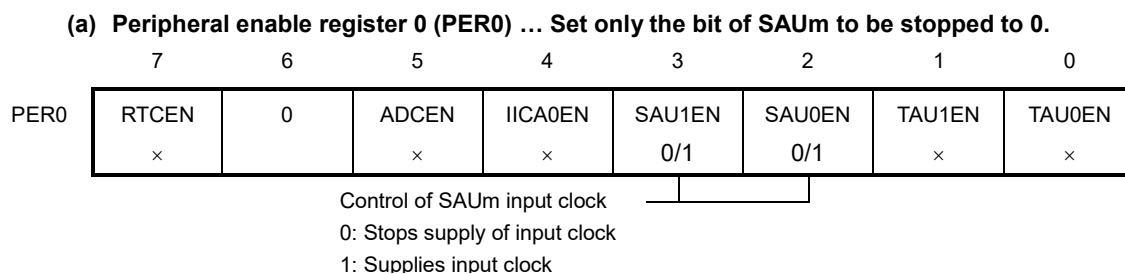 (a) Peripheral enable register 0 (PER0) … Set only the bit of SAUm to be stopped to 0.
7 6 5 4 3 2 1 0
PER0 RTCEN 0 ADCEN IICA0EN SAU1EN SAU0EN TAU1EN TAU0EN
× × × 0/1 0/1 × ×
Control of SAUm input clock
0: Stops supply of input clock
1: Supplies input clock